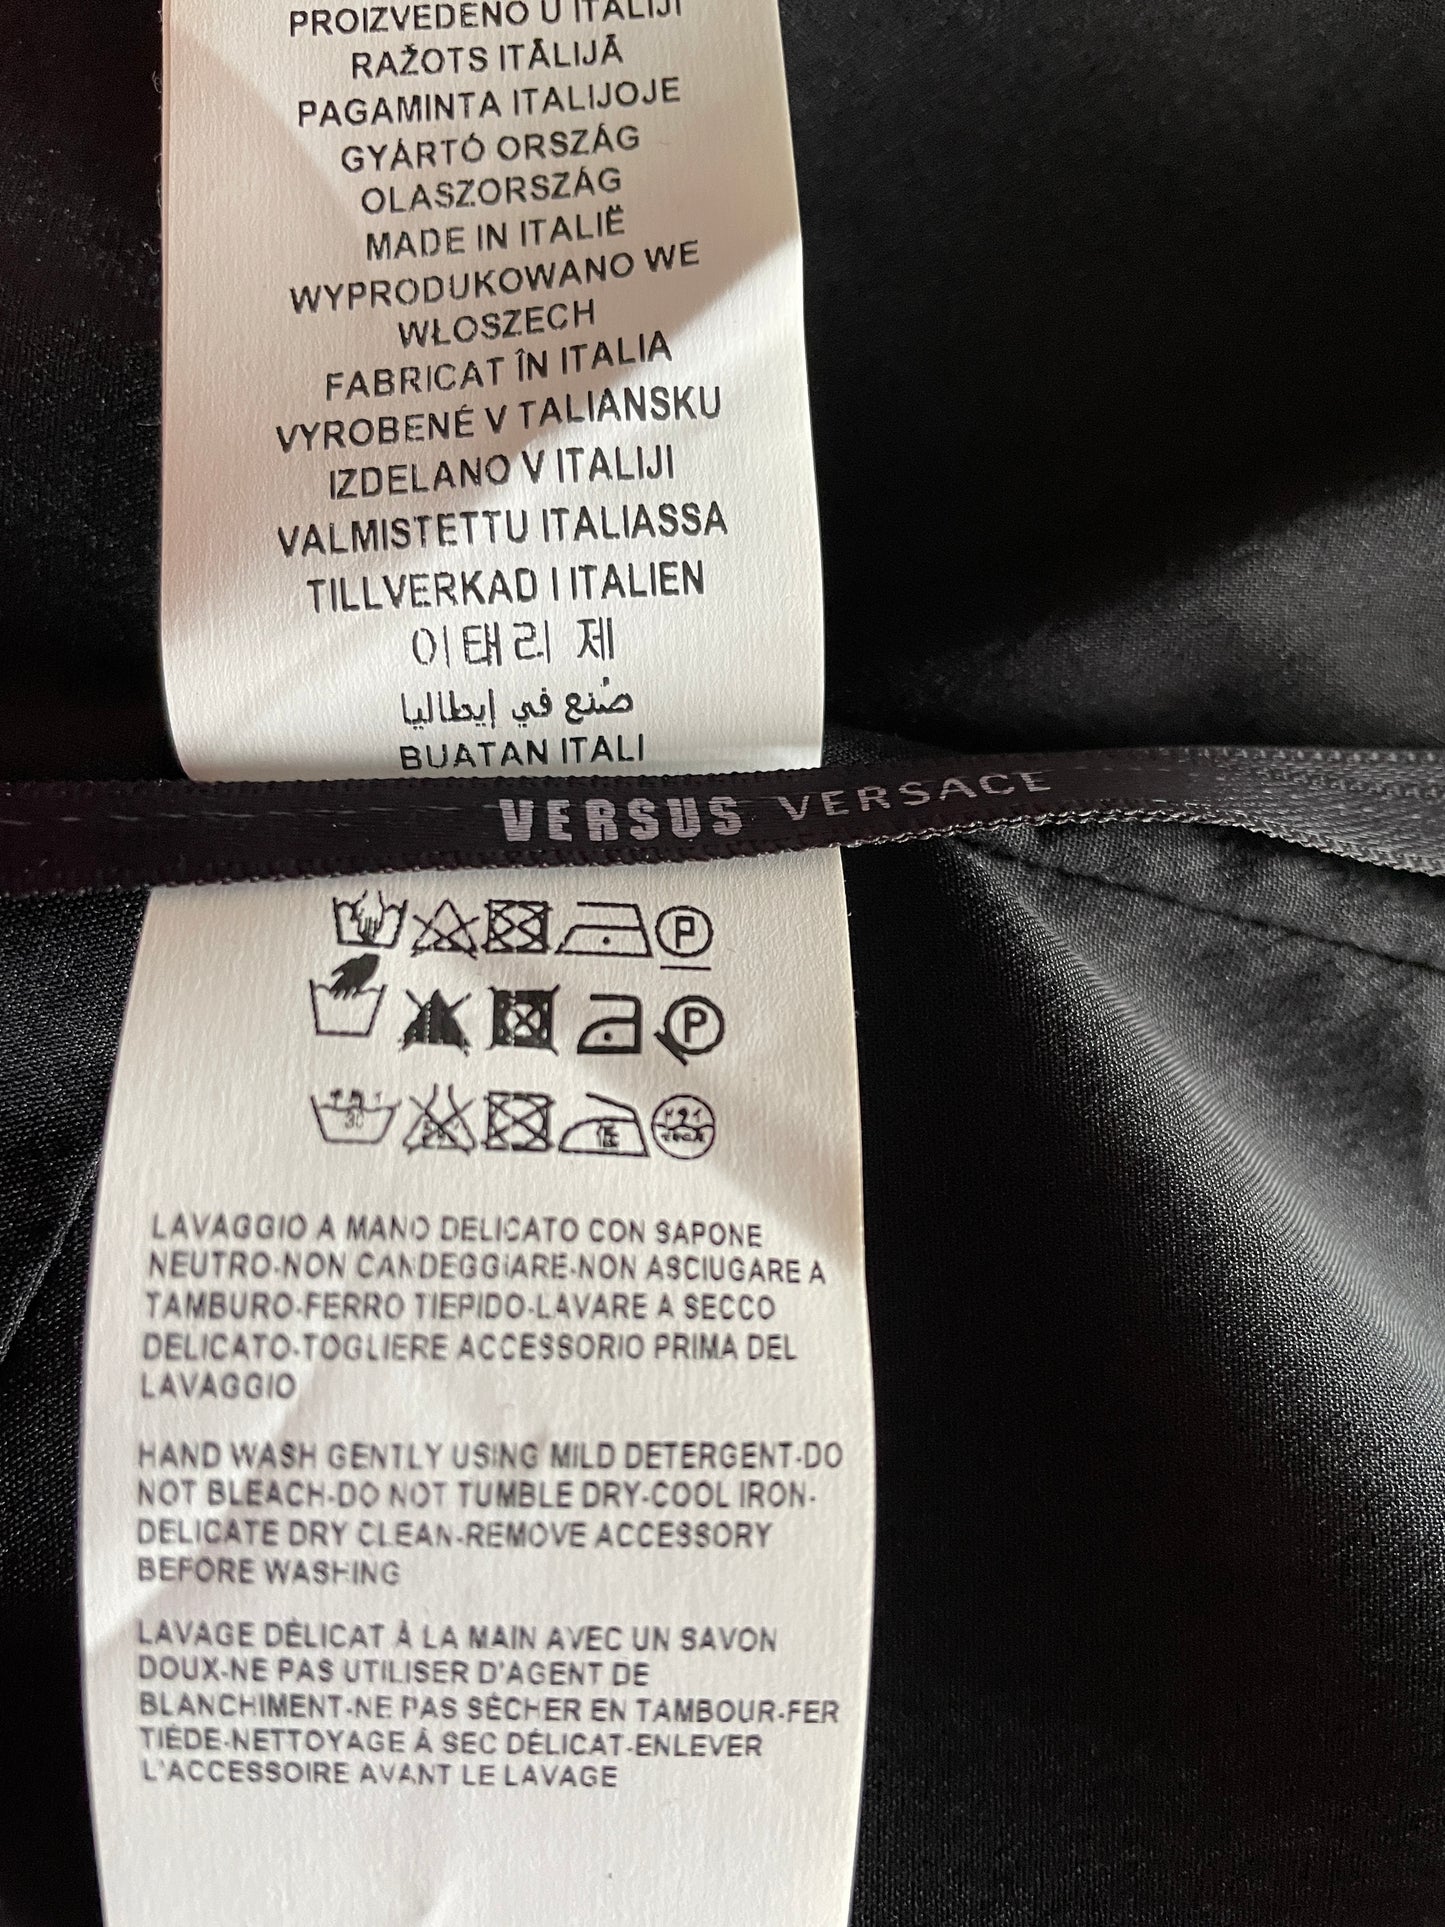 PROIZVEDENO U ITALIJI
RAŽOTS ITĀLIJĀ
PAGAMINTA ITALIJOJE
GYÁRTÓ ORSZÁG
OLASZORSZÁG
MADE IN ITALIË
WYPRODUKOWANO WE
WŁOSZECH
FABRICAT ÎN ITALIA
VYROBENÉ V TALIANSKU
IZDELANO V ITALIJI
VALMISTETTU ITALIASSA
TILLVERKAD I ITALIEN
이태리 제
صُنع في إيطاليا
BUATAN ITALI
VERSUS VERSACE
P
P
30
LAVAGGIO A MANO DELICATO CON SAPONE
NEUTRO-NON CANDEGGIARE-NON ASCIUGARE A
TAMBURO-FERRO TIEPIDO-LAVARE A SECCO
DELICATO-TOGLIERE ACCESSORIO PRIMA DEL
LAVAGGIO
HAND WASH GENTLY USING MILD DETERGENT-DO
NOT BLEACH-DO NOT TUMBLE DRY-COOL IRON-
DELICATE DRY CLEAN-REMOVE ACCESSORY
BEFORE WASHING
LAVAGE DÉLICAT À LA MAIN AVEC UN SAVON
DOUX-NE PAS UTILISER D'AGENT DE
BLANCHIMENT-NE PAS SÉCHER EN TAMBOUR-FER
TIÈDE-NETTOYAGE À SEC DÉLICAT-ENLEVER
L'ACCESSOIRE AVANT LE LAVAGE